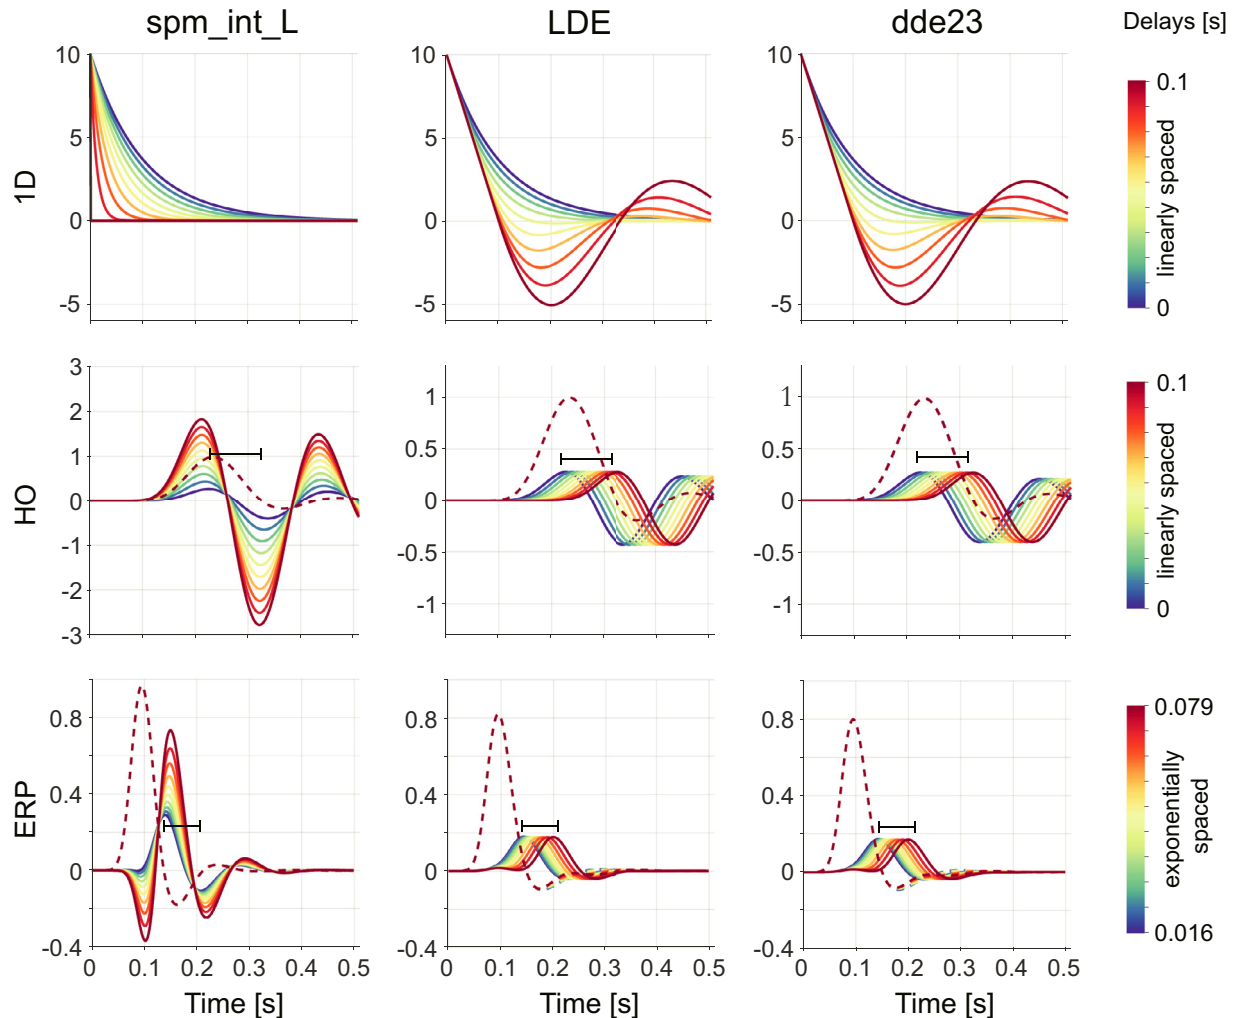 spm_int_L
LDE
dde23
Delays [s]
1D
10
5
0
-5
10
5
0
-5
10
5
0
-5
0.1
linearly spaced
0
HO
3
2
1
0
-1
-2
-3
1
0.5
0
-0.5
-1
1
0.5
0
-0.5
-1
0.1
linearly spaced
0
ERP
0.8
0.4
0
-0.4
0.8
0.4
0
-0.4
0.8
0.4
0
-0.4
0.079
exponentially
spaced
0.016
0 0.1 0.2 0.3 0.4 0.5
0 0.1 0.2 0.3 0.4 0.5
0 0.1 0.2 0.3 0.4 0.5
Time [s]
Time [s]
Time [s]